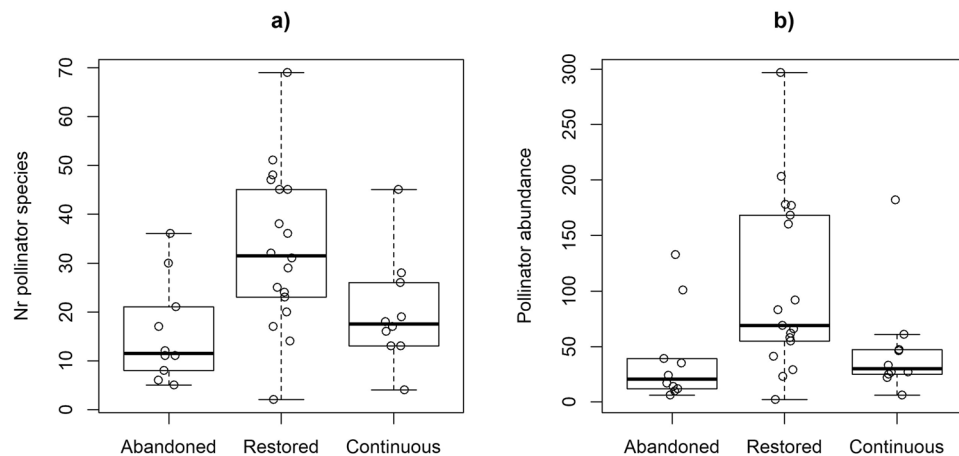 a)
Nr pollinator species
70
60
50
40
30
20
10
0
Abandoned Restored Continuous
b)
Pollinator abundance
300
250
200
150
100
50
0
Abandoned Restored Continuous